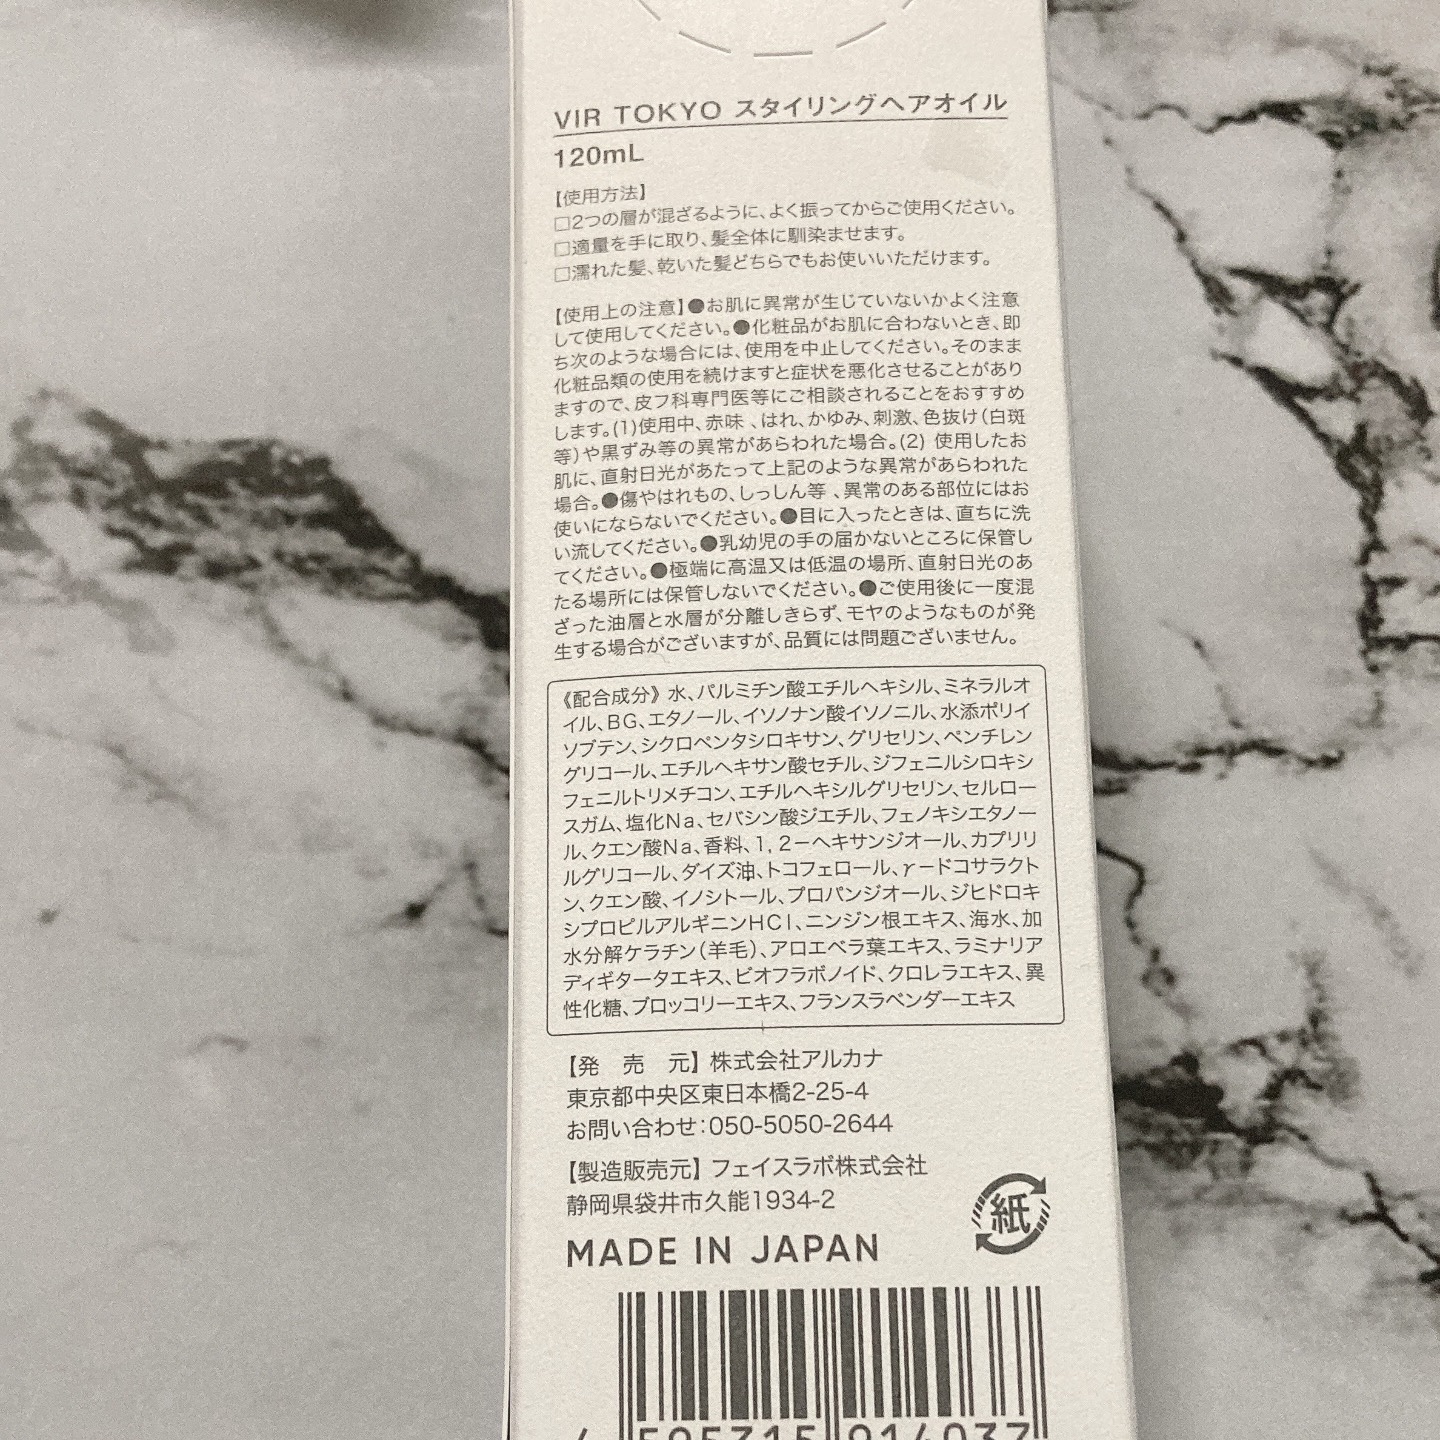 VIR TOKYO スタイリングヘアオイル
120mL
【使用方法】
□2つの層が混ざるように、よく振ってからご使用ください。
□適量を手に取り、髪全体に馴染ませます。
□濡れた髪、乾いた髪どちらでもお使いいただけます。
【使用上の注意】●お肌に異常が生じていないかよく注意
して使用してください。●化粧品がお肌に合わないとき、即
ち次のような場合には、使用を中止してください。そのまま
化粧品類の使用を続けますと症状を悪化させることがあり
ますので、皮フ科専門医等にご相談されることをおすすめ
します。(1)使用中、赤味、はれ、かゆみ、刺激、色抜け(白斑
等)や黒ずみ等の異常があらわれた場合。(2) 使用したお
肌に、直射日光があたって上記のような異常があらわれた
場合。●傷やはれもの、しっしん等、異常のある部位にはお
使いにならないでください。●目に入ったときは、直ちに洗
い流してください。●乳幼児の手の届かないところに保管し
てください。●極端に高温又は低温の場所、直射日光のあ
たる場所には保管しないでください。●ご使用後に一度混
ざった油層と水層が分離しきらず、モヤのようなものが発
生する場合がございますが、品質には問題ございません。
《配合成分》水、パルミチン酸エチルヘキシル、ミネラルオ
イル、BG、エタノール、イソノナン酸イソノニル、水添ポリイ
ソブテン、シクロペンタシロキサン、グリセリン、ペンチレン
グリコール、エチルヘキサン酸セチル、ジフェニルシロキシ
フェニルトリメチコン、エチルヘキシルグリセリン、セルロー
スガム、塩化Na、セバシン酸ジエチル、フェノキシエタノー
ル、クエン酸Na、香料、1, 2ーヘキサンジオール、カプリリ
ルグリコール、ダイズ油、トコフェロール、γードコサラクト
ン、クエン酸、イノシトール、プロパンジオール、ジヒドロキ
シプロピルアルギニンHCl、ニンジン根エキス、海水、加
水分解ケラチン(羊毛)、アロエベラ葉エキス、ラミナリア
ディギタータエキス、ビオフラボノイド、クロレラエキス、異
性化糖、ブロッコリーエキス、フランスラベンダーエキス
【発　売　元】株式会社アルカナ
東京都中央区東日本橋2-25-4
お問い合わせ:050-5050-2644
【製造販売元】フェイスラボ株式会社
静岡県袋井市久能1934-2
紙
MADE IN JAPAN
4 595315 914037